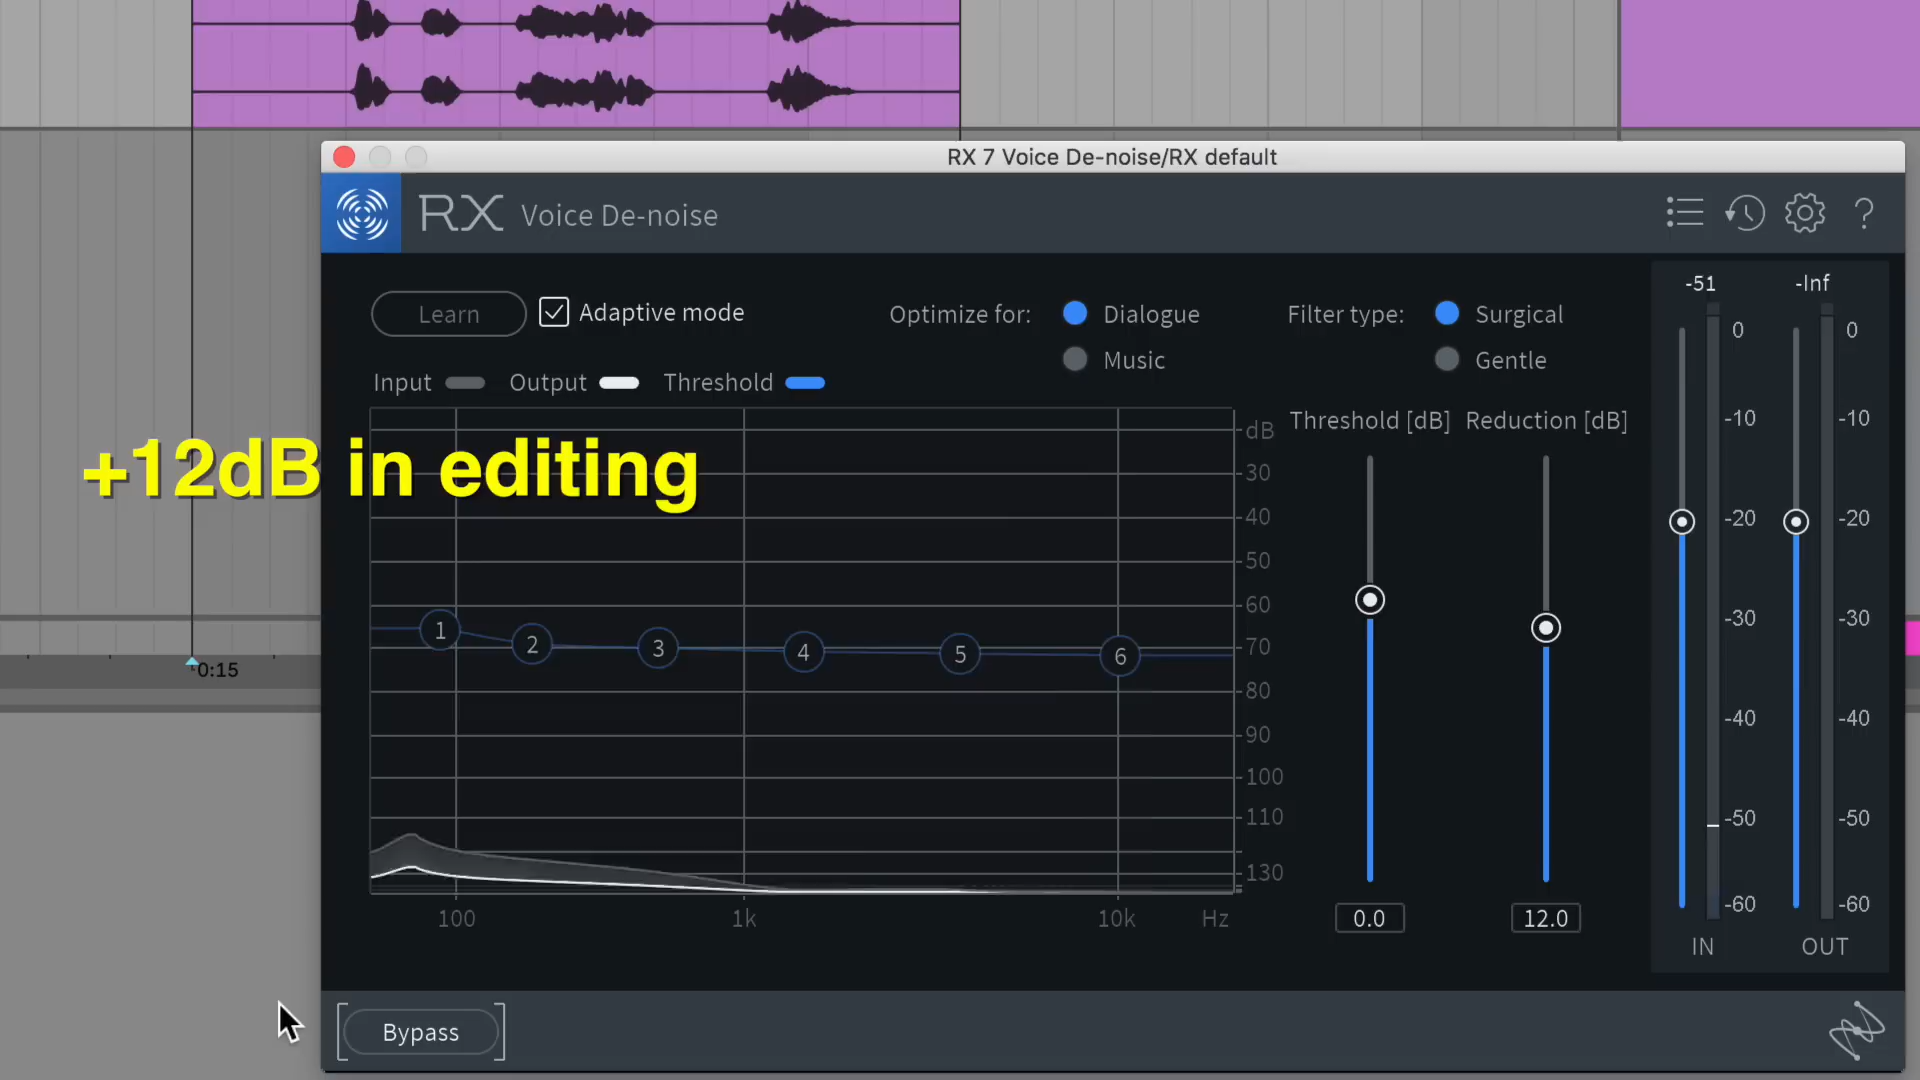 RX 7 Voice De-noise/RX default
RX Voice De-noise ?
Learn Adaptive mode Optimize for: Dialogue Filter type: Surgical
Music Gentle
Input Output Threshold
Threshold [dB] Reduction [dB]
-51 -Inf
0 0
-10 -10
-20 -20
-30 -30
-40 -40
-50 -50
-60 -60
IN OUT
+12dB in editing
dB
-30
-40
-50
-60
-70
-80
-90
-100
-110
-130
1 2 3 4 5 6
100 1k 10k Hz
0.0 12.0
0:15
Bypass